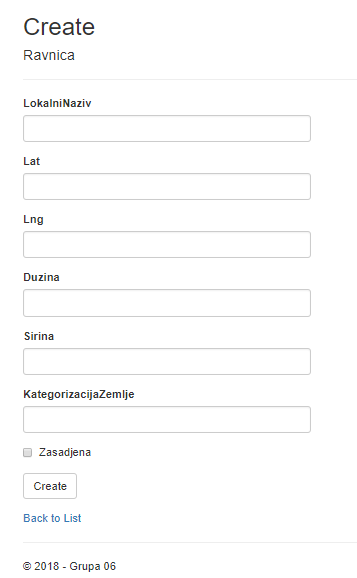 Create
Ravnica
LokalniNaziv
Lat
Lng
Duzina
Sirina
KategorizacijaZemlje
Zasadjena
Create
Back to List
© 2018 - Grupa 06